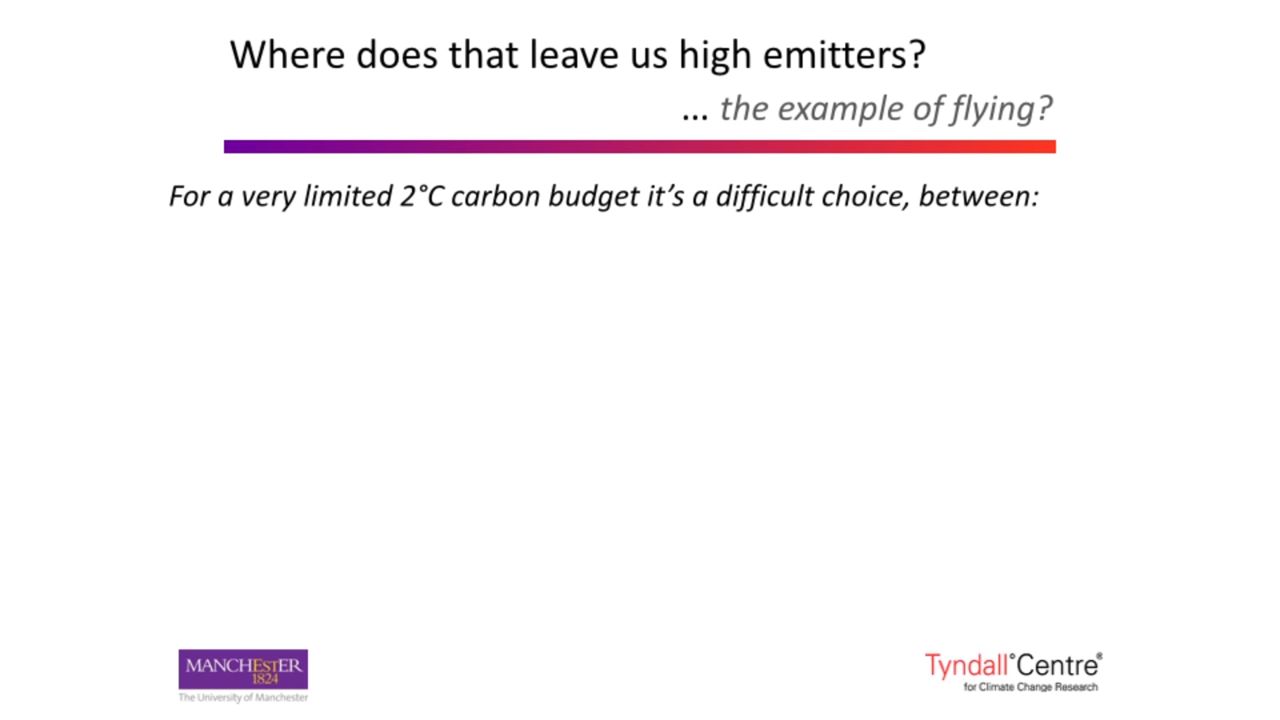 Where does that leave us high emitters?
... the example of flying?
For a very limited 2°C carbon budget it's a difficult choice, between:
MANCHESTER
1824
The University of Manchester
Tyndall°Centre®
for Climate Change Research